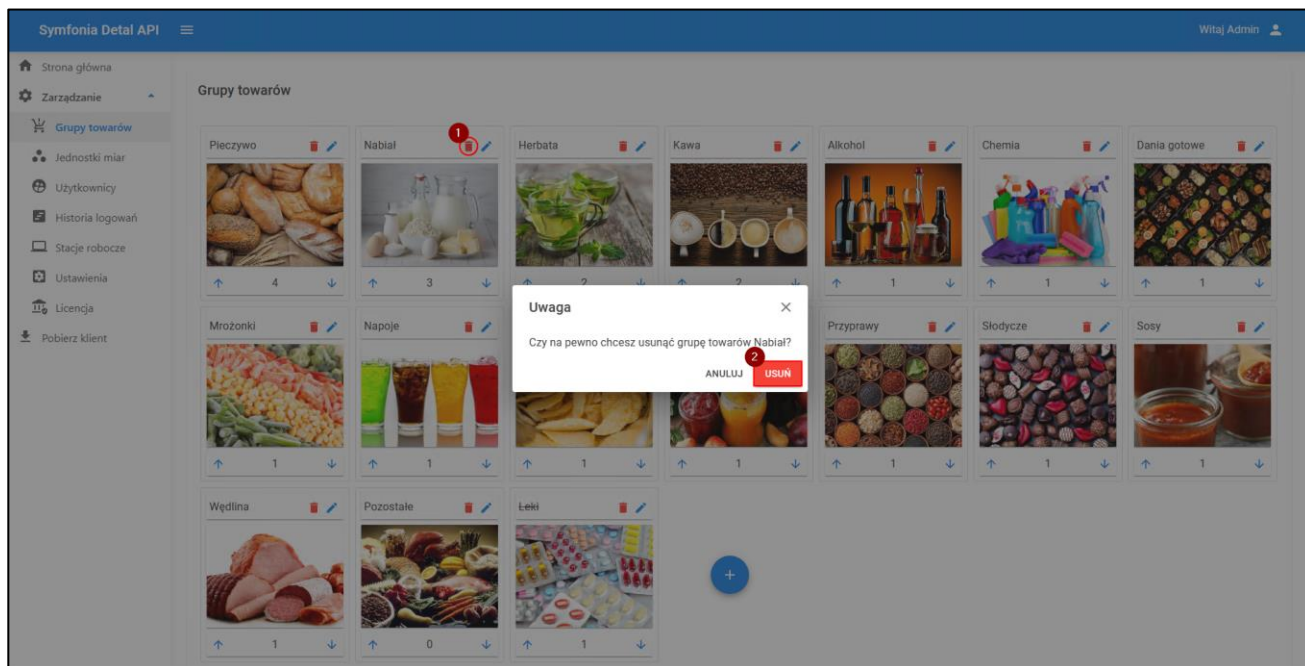 Symfonia Detal API
Witaj Admin
Strona główna
Zarządzanie
Grupy towarów
Jednostki miar
Użytkownicy
Historia logowań
Stacje robocze
Ustawienia
Licencja
Pobierz klient
Grupy towarów
1
Pieczywo Nabiał Herbata Kawa Alkohol Chemia Dania gotowe
4 3 2 2 1 1 1
Uwaga
Czy na pewno chcesz usunąć grupę towarów Nabiał?
2
ANULUJ USUŃ
Mrożonki Napoje Przyprawy Słodycze Sosy
1 1 1 1 1 1 1
Wędlina Pozostałe Leki
1 0 1